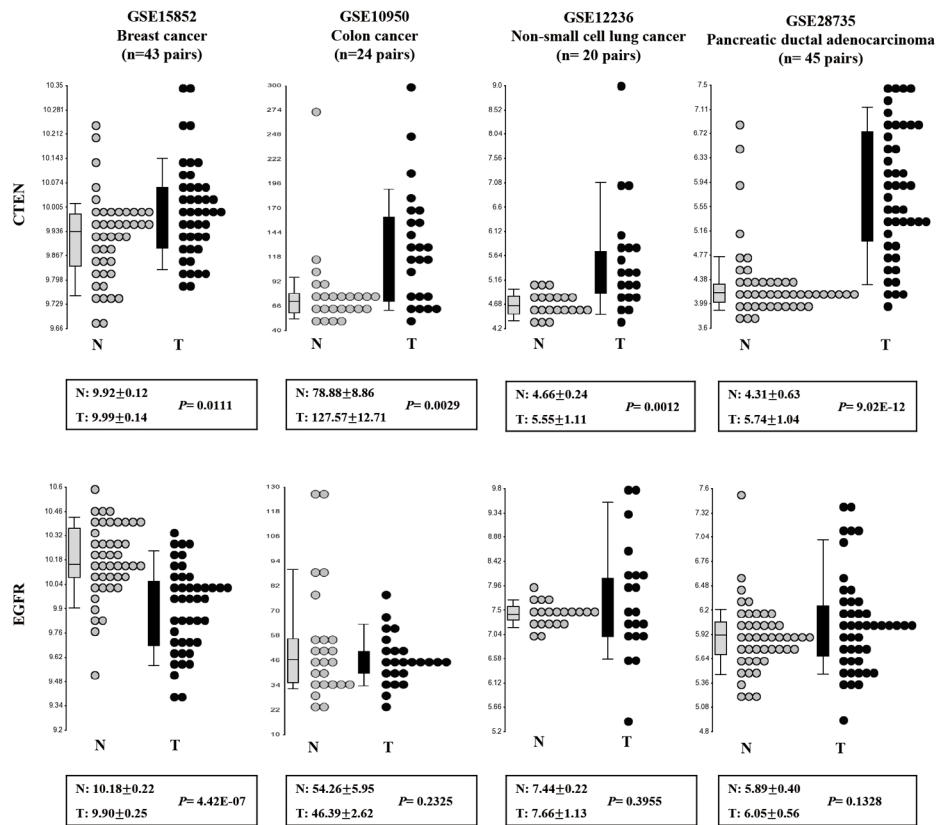 GSE15852
Breast cancer
(n=43 pairs)
GSE10950
Colon cancer
(n=24 pairs)
GSE12236
Non-small cell lung cancer
(n= 20 pairs)
GSE28735
Pancreatic ductal adenocarcinoma
(n= 45 pairs)
CTEN
10.35
10.281
10.212
10.143
10.074
10.005
9.936
9.867
9.798
9.729
9.66
N
T
300
274
248
222
196
170
144
118
92
66
40
N
T
9.0
8.52
8.04
7.56
7.08
6.6
6.12
5.64
5.16
4.68
4.2
N
T
7.5
7.11
6.72
6.33
5.94
5.55
5.16
4.77
4.38
3.99
3.6
N
T
N: 9.92±0.12
T: 9.99±0.14
P= 0.0111
N: 78.88±8.86
T: 127.57±12.71
P= 0.0029
N: 4.66±0.24
T: 5.55±1.11
P= 0.0012
N: 4.31±0.63
T: 5.74±1.04
P= 9.02E-12
EGFR
10.6
10.46
10.32
10.18
10.04
9.9
9.76
9.62
9.48
9.34
9.2
N
T
130
118
106
94
82
70
58
46
34
22
10
N
T
9.8
9.34
8.88
8.42
7.96
7.5
7.04
6.58
6.12
5.66
5.2
N
T
7.6
7.32
7.04
6.76
6.48
6.2
5.92
5.64
5.36
5.08
4.8
N
T
N: 10.18±0.22
T: 9.90±0.25
P= 4.42E-07
N: 54.26±5.95
T: 46.39±2.62
P= 0.2325
N: 7.44±0.22
T: 7.66±1.13
P= 0.3955
N: 5.89±0.40
T: 6.05±0.56
P= 0.1328